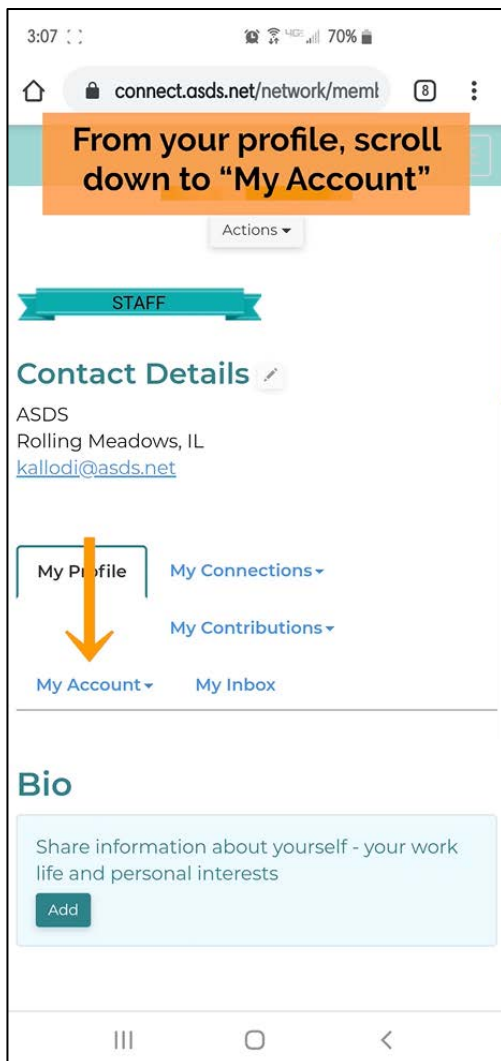 3:07
4GE 70%
connect.asds.net/network/meml
8
From your profile, scroll
down to “My Account”
Actions
STAFF
Contact Details
ASDS
Rolling Meadows, IL
kallodi@asds.net
My Profile My Connections
My Contributions
My Account My Inbox
Bio
Share information about yourself - your work
life and personal interests
Add